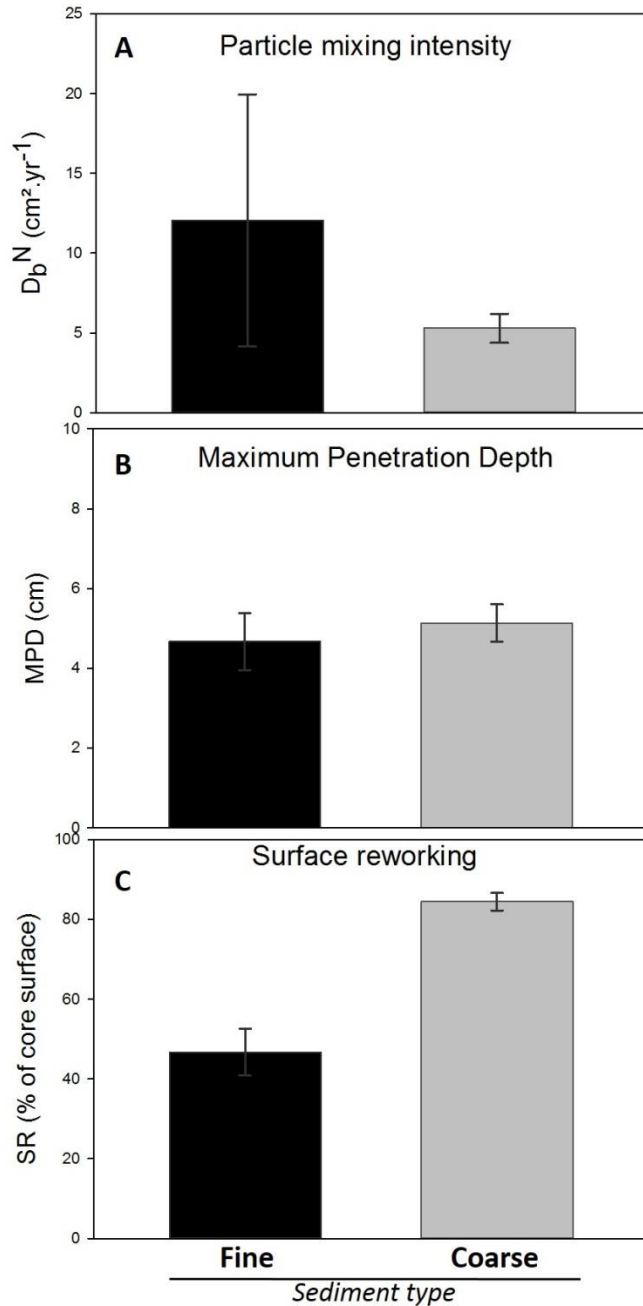 A
Particle mixing intensity
25
20
15
10
5
0
DbN (cm².yr-1)
B
Maximum Penetration Depth
10
8
6
4
2
0
MPD (cm)
C
Surface reworking
100
80
60
40
20
0
SR (% of core surface)
Fine Coarse
Sediment type